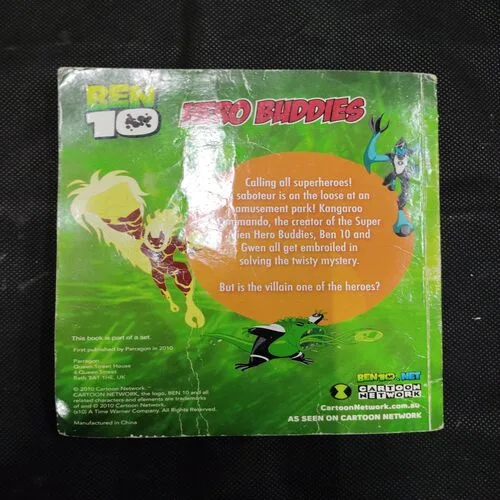 BEN
10
HERO BUDDIES
Calling all superheroes!
saboteur is on the loose at an
amusement park! Kangaroo
mmando, the creator of the Super
ien Hero Buddies, Ben 10 and
Gwen all get embroiled in
solving the twisty mystery.
But is the villain one of the heroes?
This book is part of a set.
First published by Parragon in 2010
Parragon
Queen Street House
4 Queen Street
Bath BA1 1HE, UK
© 2010 Cartoon Network. ™
CARTOON NETWORK, the logo, BEN 10 and all
related characters and elements are trademarks
of and © 2010 Cartoon Network.
(s10) A Time Warner Company. All Rights Reserved.
Manufactured in China
BEN 10 NET
CARTOON
NETWORK
CartoonNetwork.com.au
AS SEEN ON CARTOON NETWORK